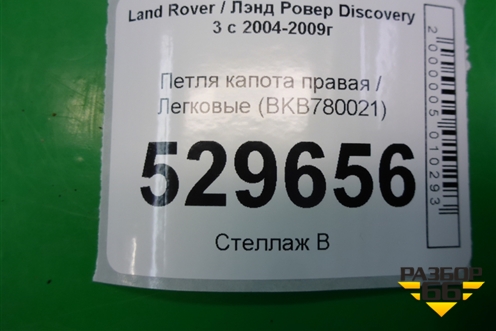 Land Rover / Лэнд Ровер Discovery
3 с 2004-2009г
Петля капота правая /
Легковые (BKB780021)
529656
Стеллаж В
2000005010293
РАЗБОР
66